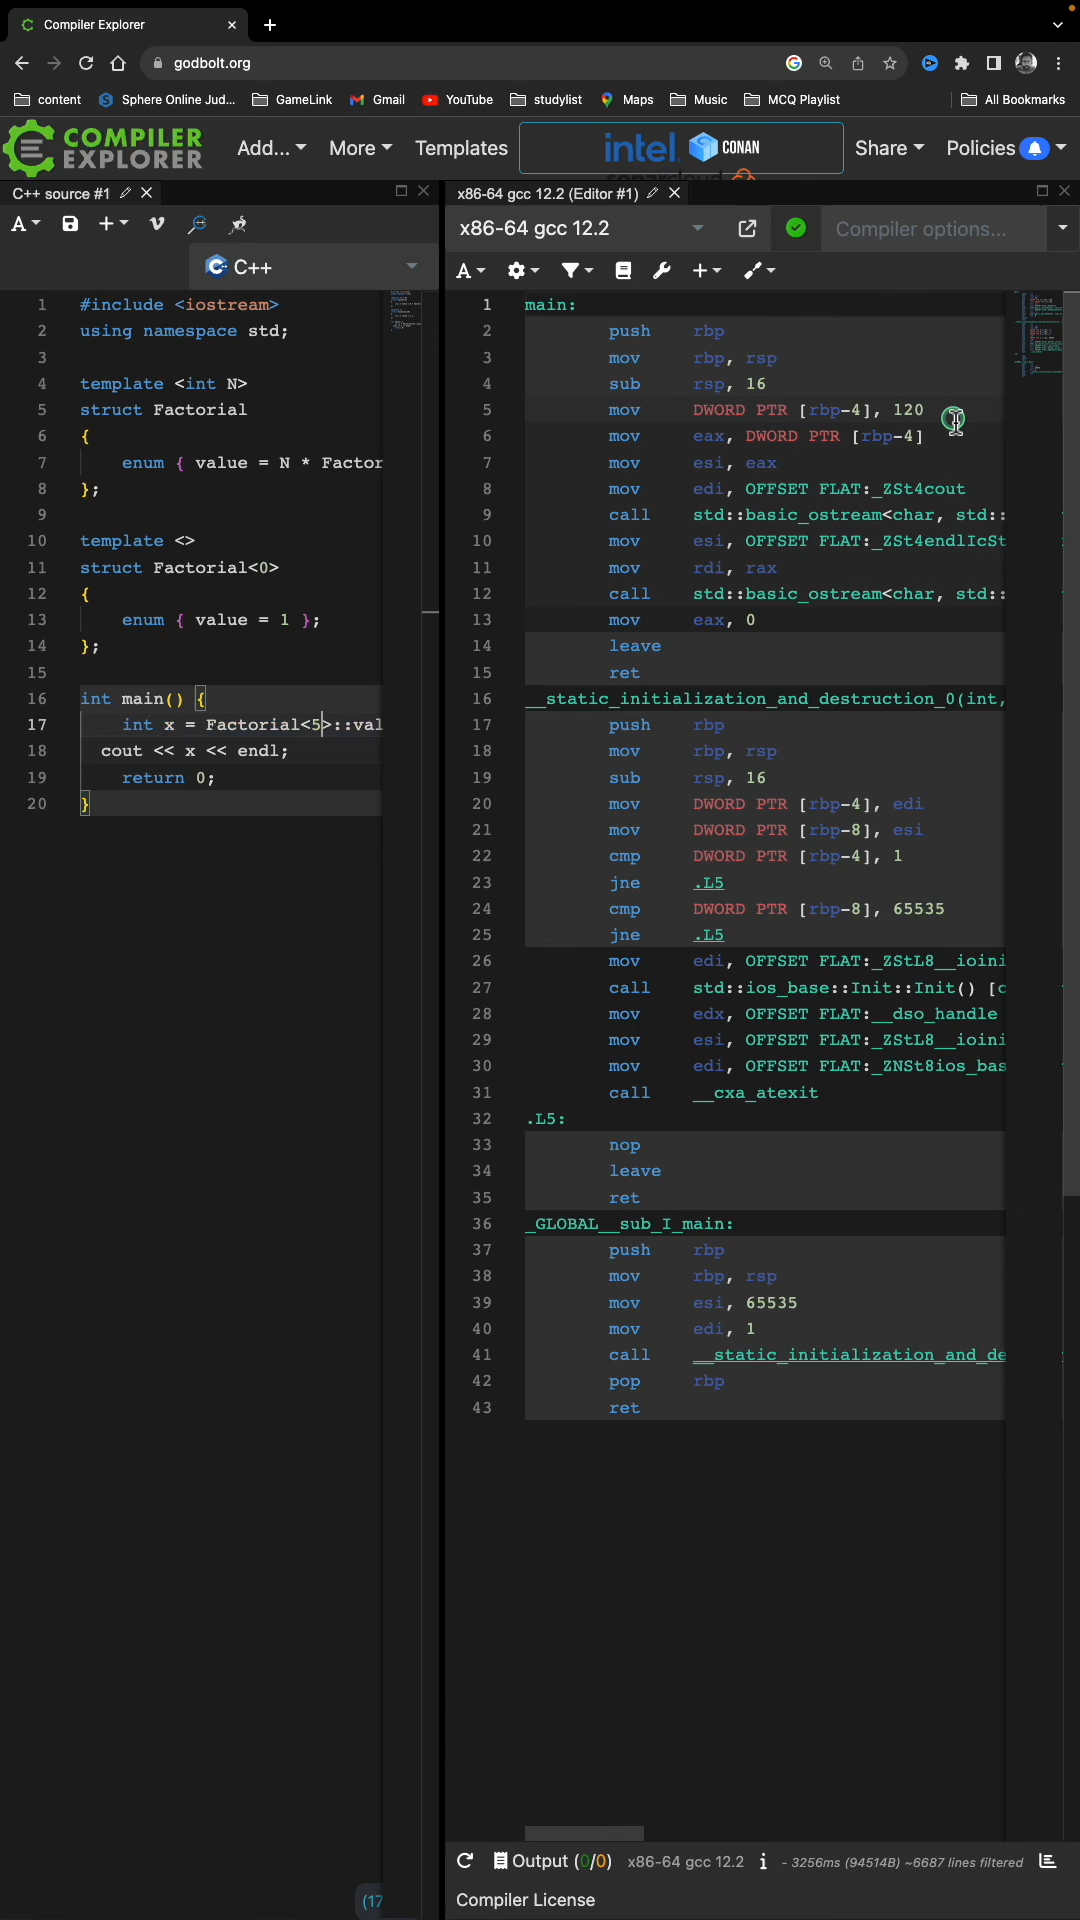 Compiler Explorer
godbolt.org
content
Sphere Online Jud...
GameLink
Gmail
YouTube
studylist
Maps
Music
MCQ Playlist
All Bookmarks
COMPILER
EXPLORER
Add...
More
Templates
intel.
CONAN
Share
Policies
C++ source #1
A
C++
1 #include <iostream>
2 using namespace std;
3
4 template <int N>
5 struct Factorial
6 {
7 enum { value = N * Factor
8 };
9
10 template <>
11 struct Factorial<0>
12 {
13 enum { value = 1 };
14 };
15
16 int main() {
17 int x = Factorial<5>::val
18 cout << x << endl;
19 return 0;
20 }
(17
x86-64 gcc 12.2 (Editor #1)
x86-64 gcc 12.2
Compiler options...
A
1 main:
2 push rbp
3 mov rbp, rsp
4 sub rsp, 16
5 mov DWORD PTR [rbp-4], 120
6 mov eax, DWORD PTR [rbp-4]
7 mov esi, eax
8 mov edi, OFFSET FLAT:_ZSt4cout
9 call std::basic_ostream<char, std::
10 mov esi, OFFSET FLAT:_ZSt4endlIcSt
11 mov rdi, rax
12 call std::basic_ostream<char, std::
13 mov eax, 0
14 leave
15 ret
16 __static_initialization_and_destruction_0(int,
17 push rbp
18 mov rbp, rsp
19 sub rsp, 16
20 mov DWORD PTR [rbp-4], edi
21 mov DWORD PTR [rbp-8], esi
22 cmp DWORD PTR [rbp-4], 1
23 jne .L5
24 cmp DWORD PTR [rbp-8], 65535
25 jne .L5
26 mov edi, OFFSET FLAT:_ZStL8__ioini
27 call std::ios_base::Init::Init() [c
28 mov edx, OFFSET FLAT:__dso_handle
29 mov esi, OFFSET FLAT:_ZStL8__ioini
30 mov edi, OFFSET FLAT:_ZNSt8ios_bas
31 call __cxa_atexit
32 .L5:
33 nop
34 leave
35 ret
36 _GLOBAL__sub_I_main:
37 push rbp
38 mov rbp, rsp
39 mov esi, 65535
40 mov edi, 1
41 call __static_initialization_and_de
42 pop rbp
43 ret
Output (0/0) x86-64 gcc 12.2 i - 3256ms (94514B) ~6687 lines filtered
Compiler License